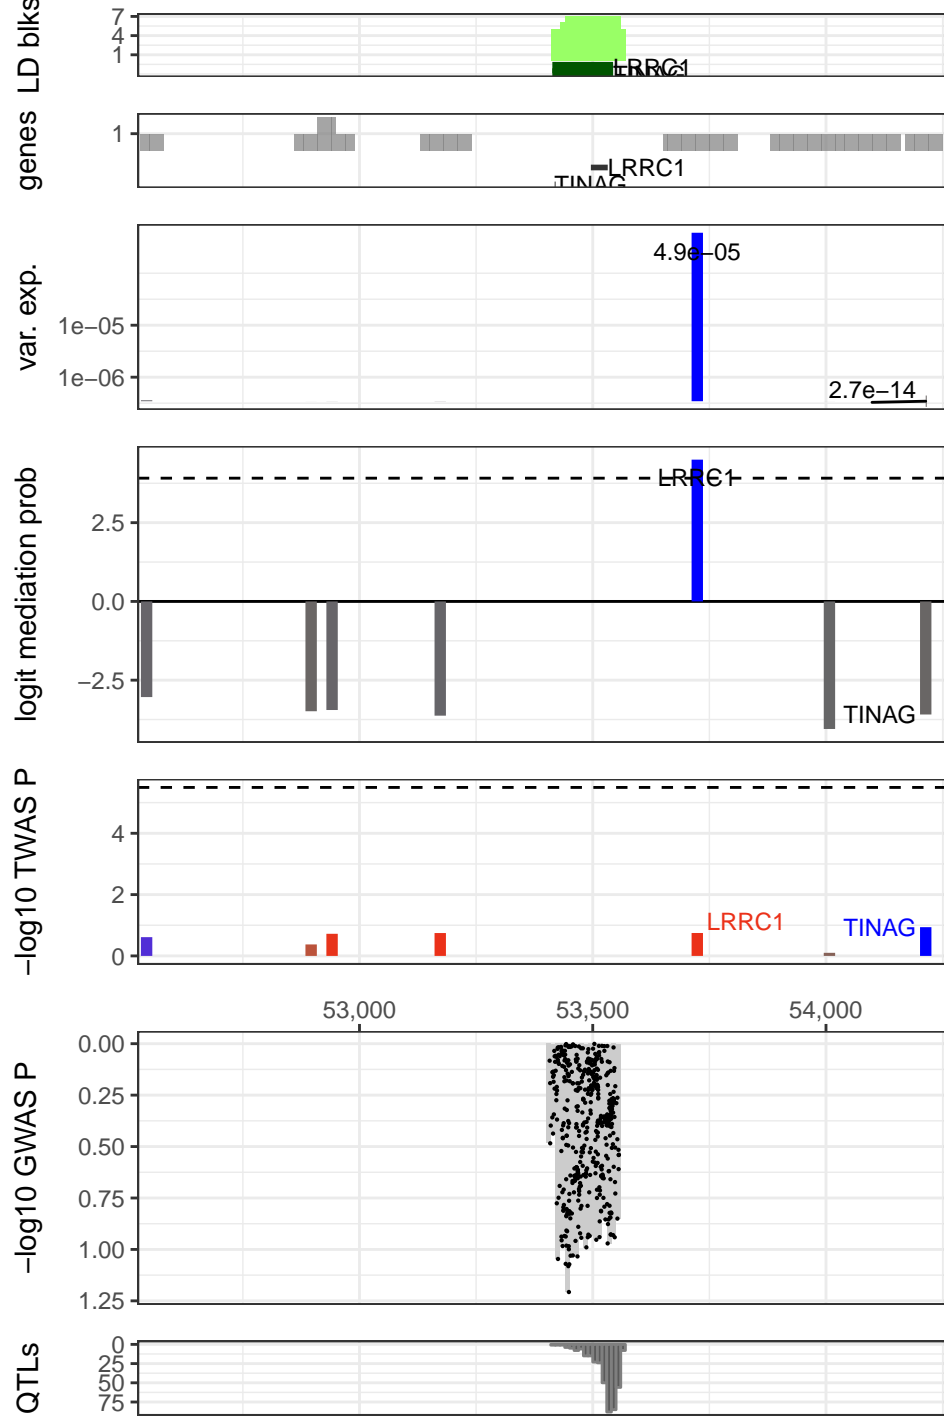 LD blks
7
4
1
LRRC1
TINAG
genes
1
LRRC1
TINAG
var. exp.
4.9e−05
1e−05
1e−06
2.7e−14
logit mediation prob
LRRC1
2.5
0.0
−2.5
TINAG
−log10 TWAS P
4
2
LRRC1
TINAG
0
53,000 53,500 54,000
−log10 GWAS P
0.00
0.25
0.50
0.75
1.00
1.25
QTLs
0
25
50
75